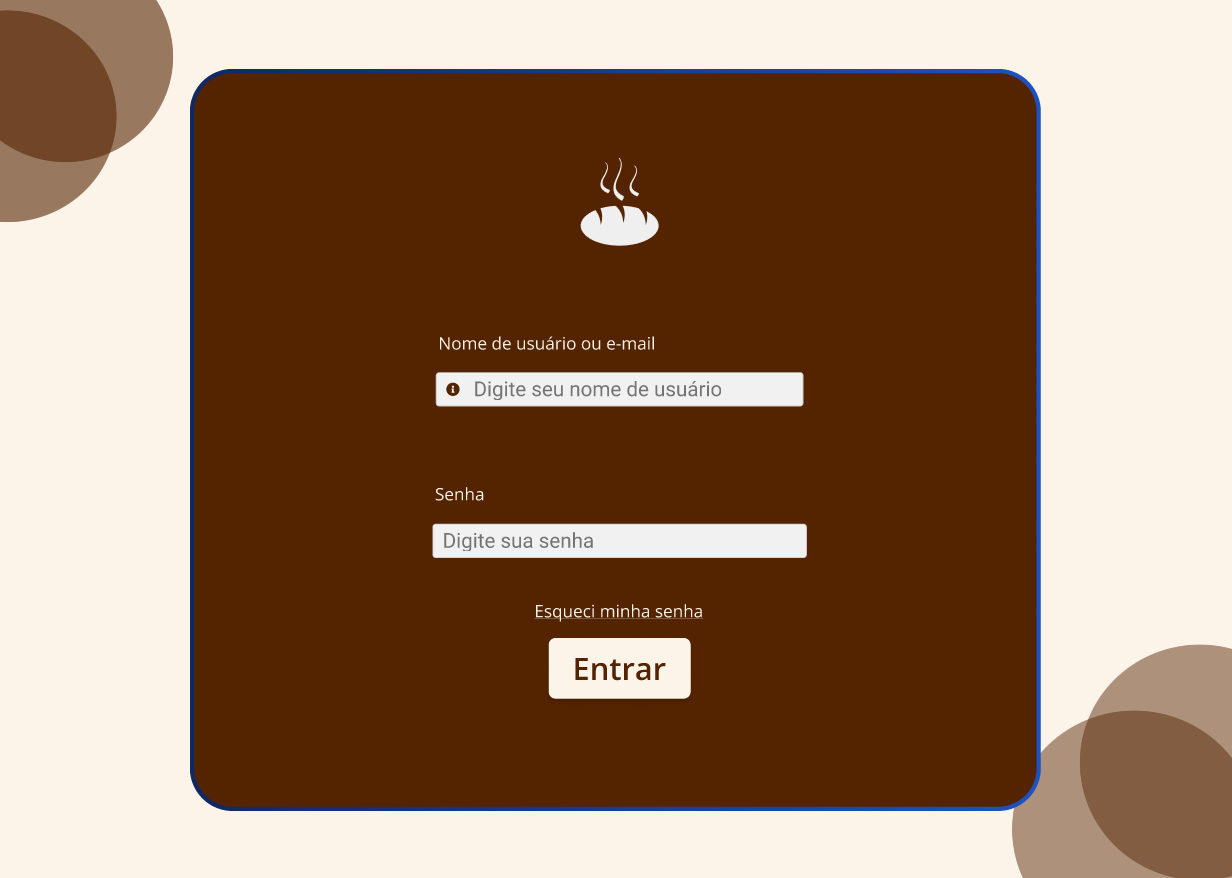 Nome de usuário ou e-mail
Digite seu nome de usuário
Senha
Digite sua senha
Esqueci minha senha
Entrar